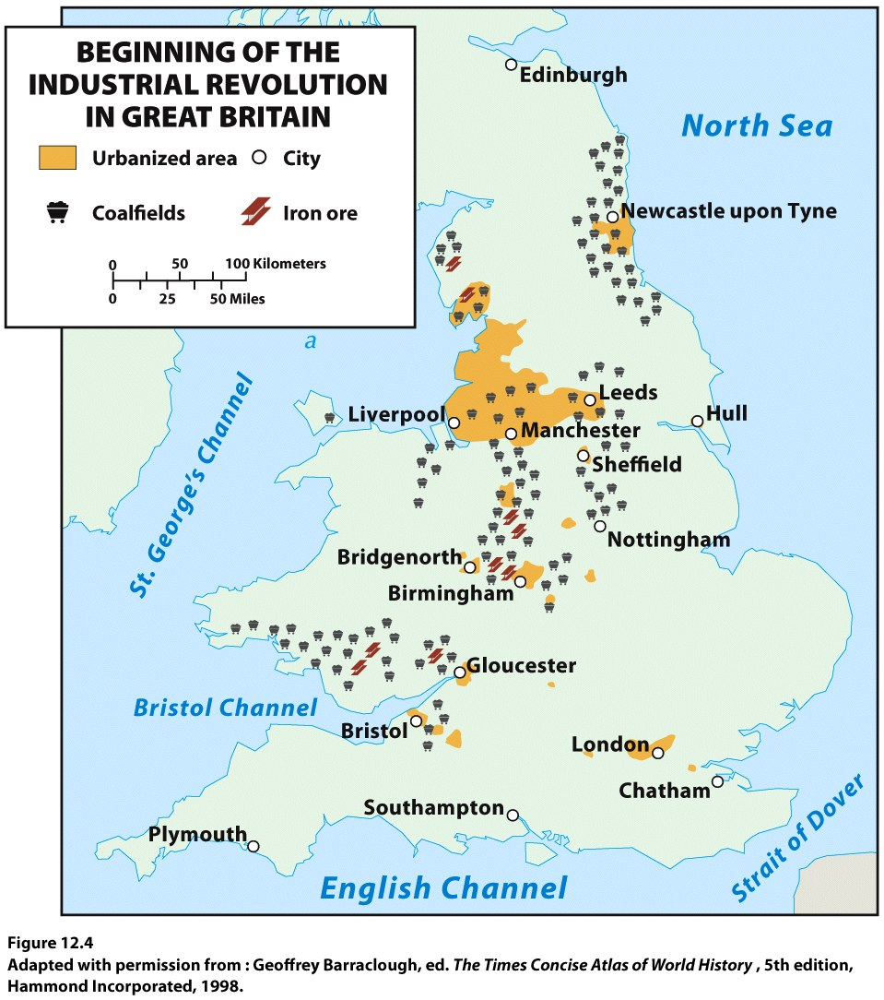 BEGINNING OF THE
INDUSTRIAL REVOLUTION
IN GREAT BRITAIN
Urbanized area
City
Coalfields
Iron ore
0 50 100 Kilometers
0 25 50 Miles
Edinburgh
North Sea
Newcastle upon Tyne
a
St. George's Channel
Leeds
Liverpool
Hull
Manchester
Sheffield
Nottingham
Bridgenorth
Birmingham
Gloucester
Bristol Channel
Bristol
London
Chatham
Southampton
Plymouth
Strait of Dover
English Channel
Figure 12.4
Adapted with permission from : Geoffrey Barraclough, ed. The Times Concise Atlas of World History , 5th edition,
Hammond Incorporated, 1998.